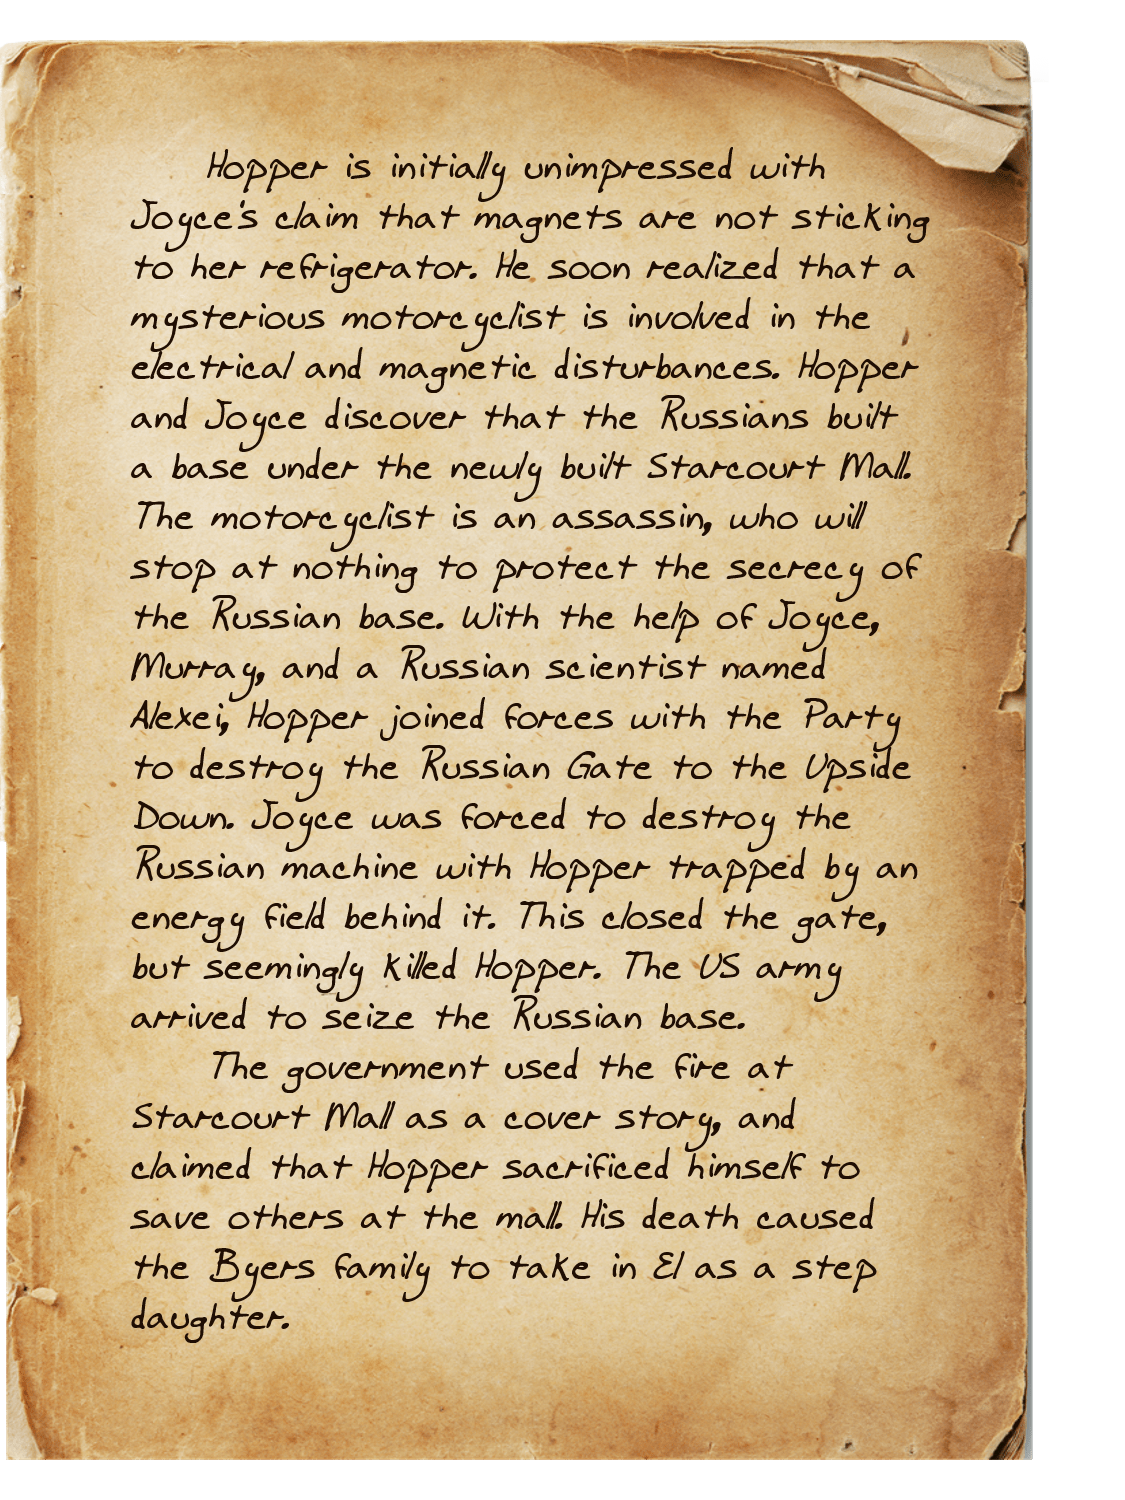 Hopper is initially unimpressed with
Joyce's claim that magnets are not sticking
to her refrigerator. He soon realized that a
mysterious motorcyclist is involved in the
electrical and magnetic disturbances. Hopper
and Joyce discover that the Russians built
a base under the newly built Starcourt Mall.
The motorcyclist is an assassin, who will
stop at nothing to protect the secrecy of
the Russian base. With the help of Joyce,
Murray, and a Russian scientist named
Alexei, Hopper joined forces with the Party
to destroy the Russian Gate to the Upside
Down. Joyce was forced to destroy the
Russian machine with Hopper trapped by an
energy field behind it. This closed the gate,
but seemingly killed Hopper. The US army
arrived to seize the Russian base.
The government used the fire at
Starcourt Mall as a cover story, and
claimed that Hopper sacrificed himself to
save others at the mall. His death caused
the Byers family to take in El as a step
daughter.